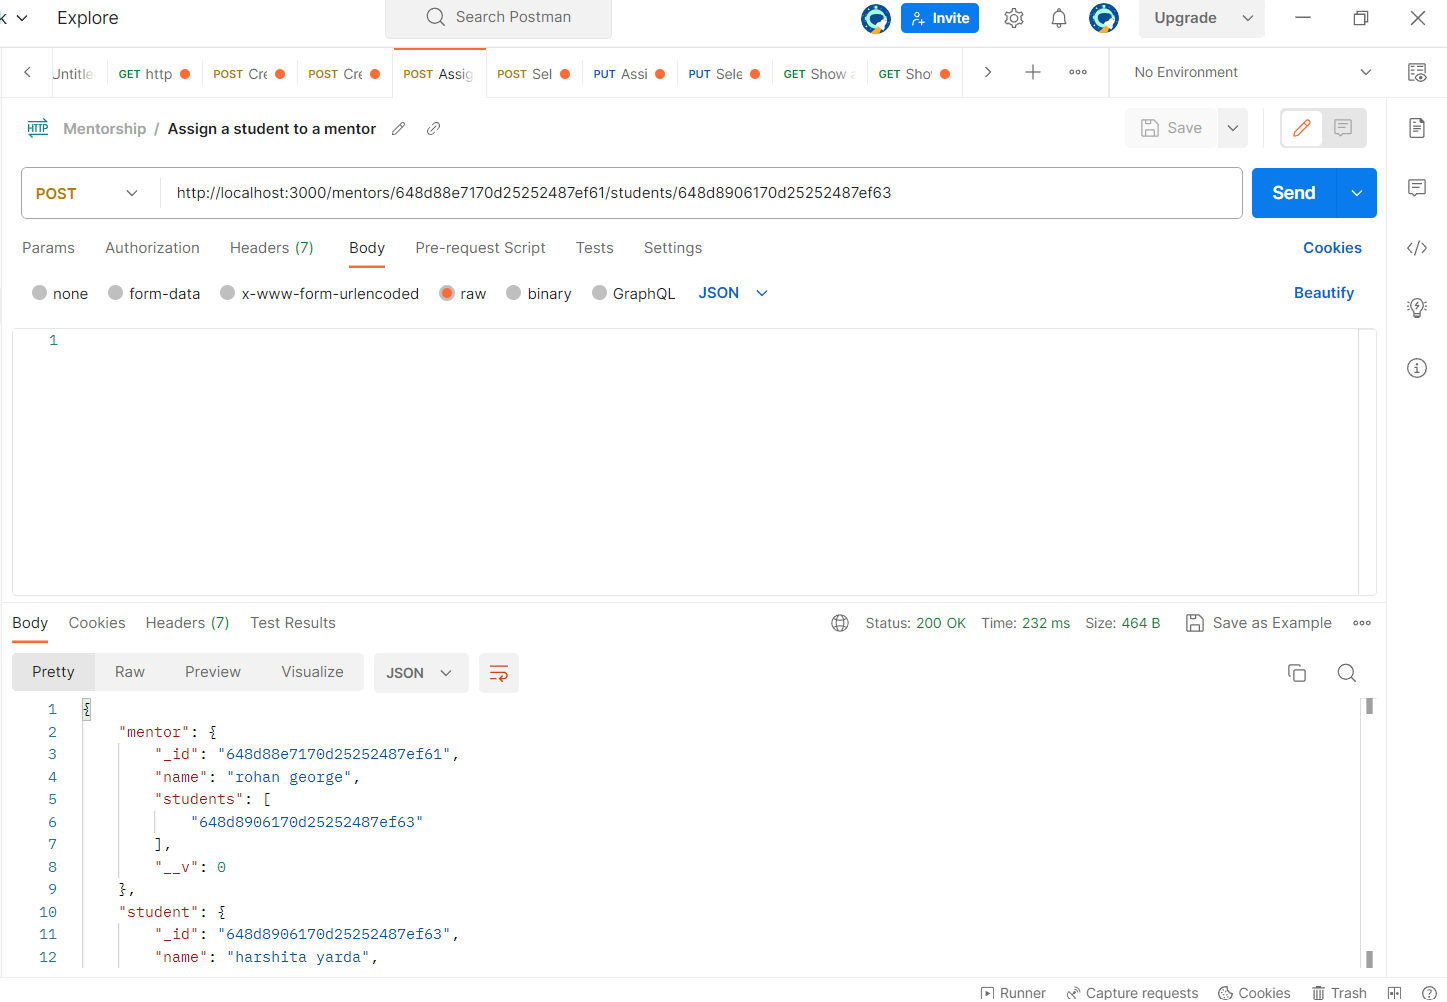 k Explore Search Postman Invite Upgrade
Untitle GET http POST Cre POST Cre POST Assig POST Sel PUT Assi PUT Sele GET Show a GET Sho No Environment
HTTP Mentorship / Assign a student to a mentor Save
POST http://localhost:3000/mentors/648d88e7170d25252487ef61/students/648d8906170d25252487ef63 Send
Params Authorization Headers (7) Body Pre-request Script Tests Settings Cookies
none form-data x-www-form-urlencoded raw binary GraphQL JSON Beautify
1
Body Cookies Headers (7) Test Results Status: 200 OK Time: 232 ms Size: 464 B Save as Example
Pretty Raw Preview Visualize JSON
1 {
2 "mentor": {
3 "_id": "648d88e7170d25252487ef61",
4 "name": "rohan george",
5 "students": [
6 "648d8906170d25252487ef63"
7 ],
8 "__v": 0
9 },
10 "student": {
11 "_id": "648d8906170d25252487ef63",
12 "name": "harshita yarda",
Runner Capture requests Cookies Trash